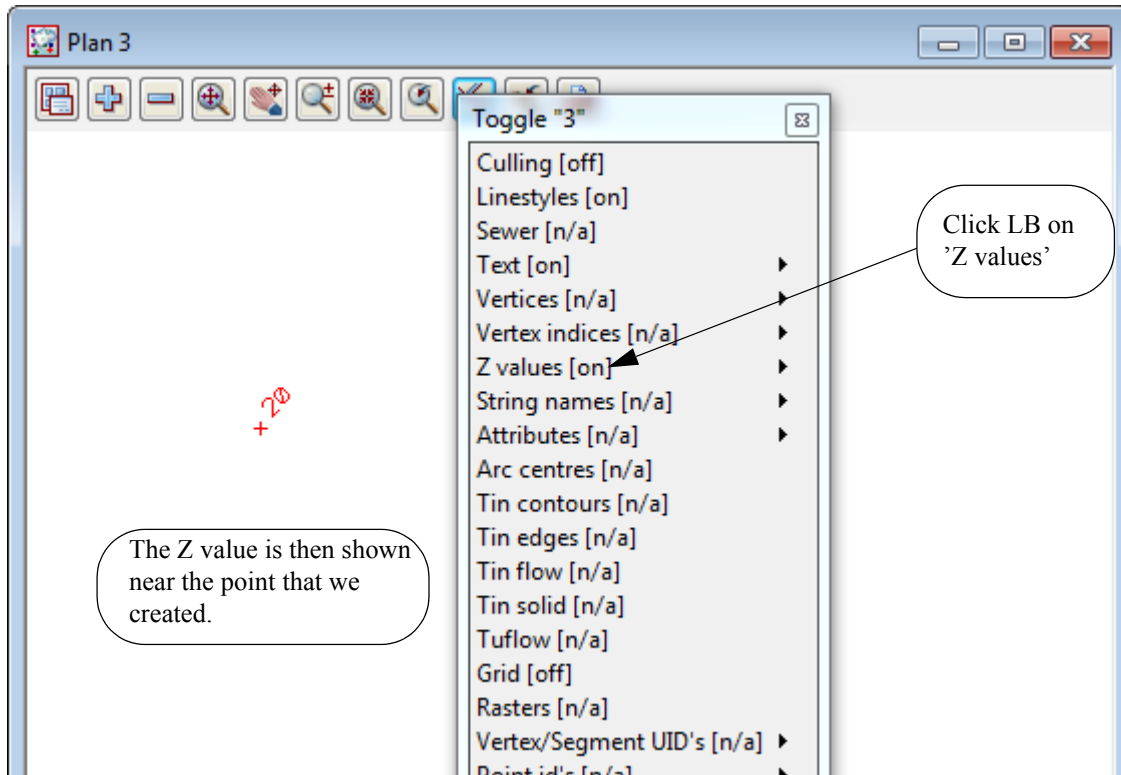 Plan 3
Toggle "3"
Culling [off]
Linestyles [on]
Sewer [n/a]
Text [on]
Vertices [n/a]
Vertex indices [n/a]
Z values [on]
String names [n/a]
Attributes [n/a]
Arc centres [n/a]
Tin contours [n/a]
Tin edges [n/a]
Tin flow [n/a]
Tin solid [n/a]
Tuflow [n/a]
Grid [off]
Rasters [n/a]
Vertex/Segment UID's [n/a]
Point id's [n/a]
Click LB on
’Z values’
The Z value is then shown
near the point that we
created.